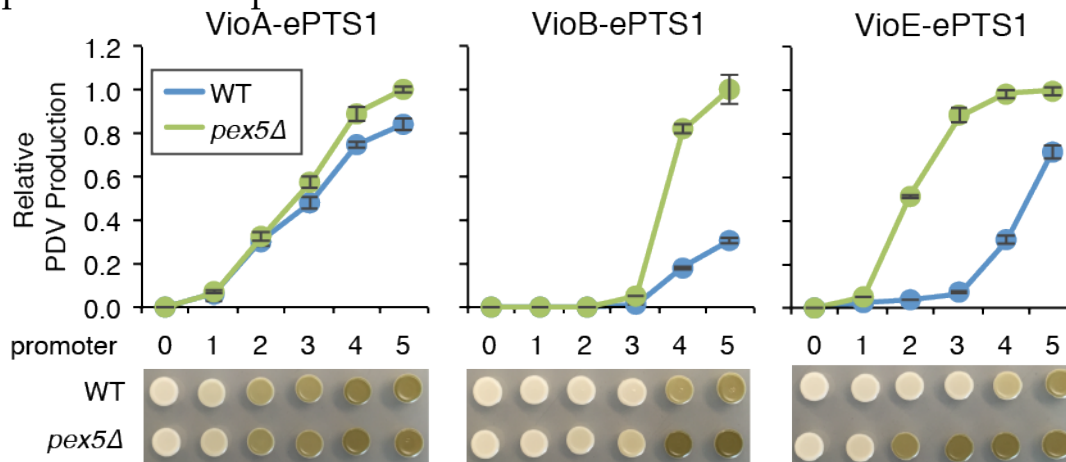 VioA-ePTS1 VioB-ePTS1 VioE-ePTS1
1.2
1.0
0.8
0.6
0.4
0.2
0.0
Relative
PDV Production
WT
pex5Δ
promoter 0 1 2 3 4 5 0 1 2 3 4 5 0 1 2 3 4 5
WT
pex5Δ